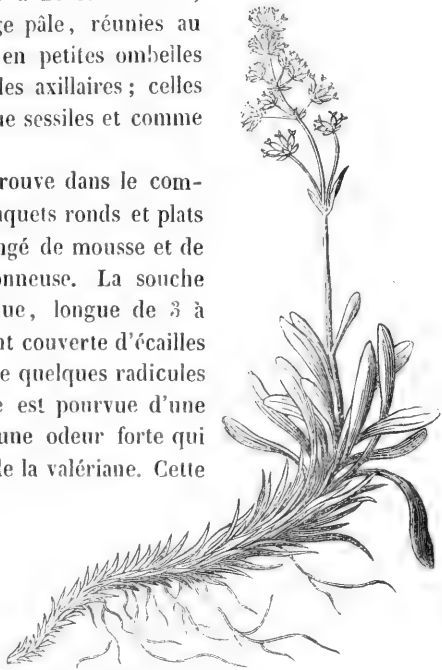 ge pâle, réunies au
en petites ombelles
les axillaires ; celles
ue sessiles et comme
rouve dans le com-
quets ronds et plats
ngé de mousse et de
onneuse. La souche
ue, longue de 3 à
nt couverte d'écailles
e quelques radicules
e est pourvue d'une
une odeur forte qui
le la valériane. Cette